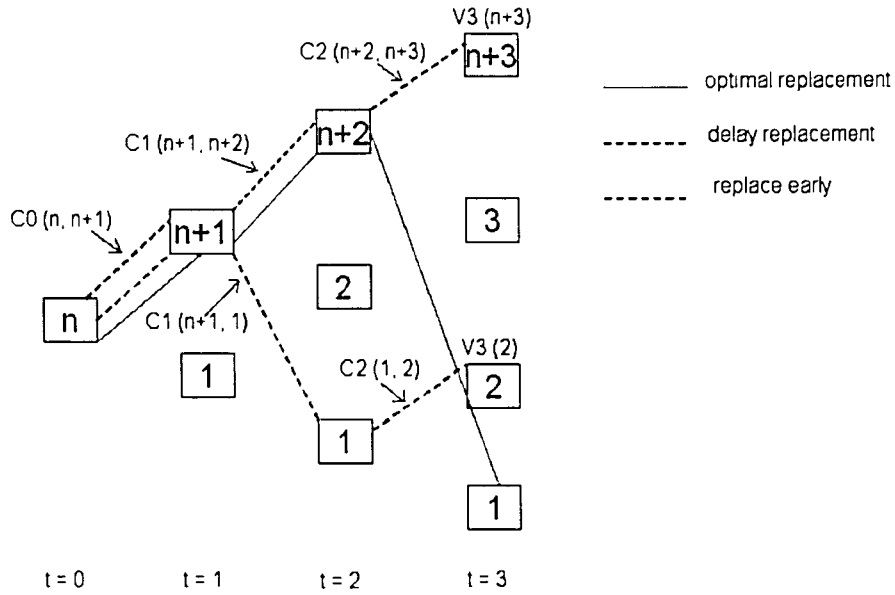 V3 (n+3)
C2 (n+2, n+3)
n+3
optimal replacement
C1 (n+1, n+2)
n+2
delay replacement
replace early
C0 (n, n+1)
n+1
3
2
n
C1 (n+1, 1)
1
C2 (1, 2)
V3 (2)
2
1
1
t = 0
t = 1
t = 2
t = 3